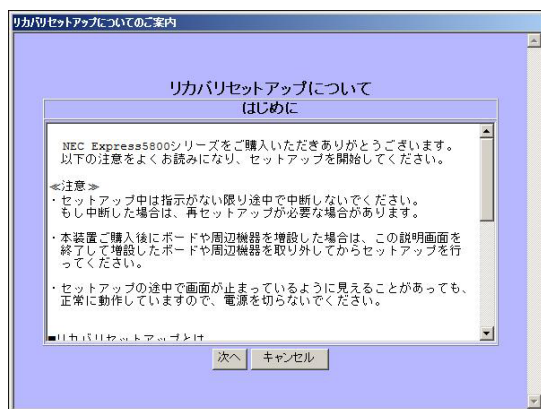 リカバリセットアップについてのご案内
リカバリセットアップについて
はじめに
NEC Express5800シリーズをご購入いただきありがとうございます。
以下の注意をよくお読みになり、セットアップを開始してください。
≪注意≫
・セットアップ中は指示がない限り途中で中断しないでください。
もし中断した場合は、再セットアップが必要な場合があります。
・本装置ご購入後にボードや周辺機器を増設した場合は、この説明画面を
終了して増設したボードや周辺機器を取り外してからセットアップを行
ってください。
・セットアップの途中で画面が止まっているように見えることがあっても、
正常に動作していますので、電源を切らないでください。
■リカバリセットアップとは
次へ キャンセル